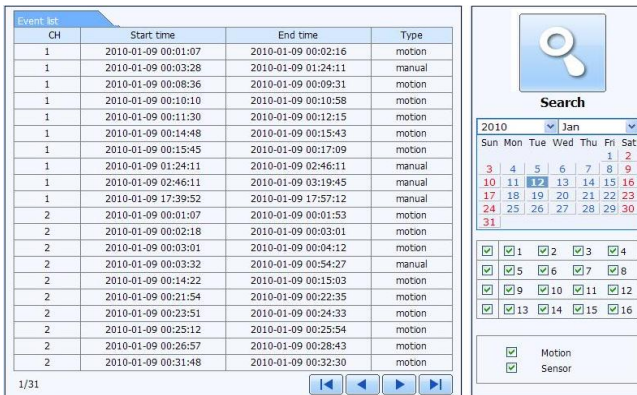 Event list
CH Start time End time Type
1 2010-01-09 00:01:07 2010-01-09 00:02:16 motion
1 2010-01-09 00:03:28 2010-01-09 01:24:11 manual
1 2010-01-09 00:08:36 2010-01-09 00:09:31 motion
1 2010-01-09 00:10:10 2010-01-09 00:10:58 motion
1 2010-01-09 00:11:30 2010-01-09 00:12:15 motion
1 2010-01-09 00:14:48 2010-01-09 00:15:43 motion
1 2010-01-09 00:15:45 2010-01-09 00:17:09 motion
1 2010-01-09 01:24:11 2010-01-09 02:46:11 manual
1 2010-01-09 02:46:11 2010-01-09 03:19:45 manual
1 2010-01-09 17:39:52 2010-01-09 17:57:12 manual
2 2010-01-09 00:01:07 2010-01-09 00:01:53 motion
2 2010-01-09 00:02:18 2010-01-09 00:03:01 motion
2 2010-01-09 00:03:01 2010-01-09 00:04:12 motion
2 2010-01-09 00:03:32 2010-01-09 00:54:27 manual
2 2010-01-09 00:14:22 2010-01-09 00:15:03 motion
2 2010-01-09 00:21:54 2010-01-09 00:22:35 motion
2 2010-01-09 00:23:51 2010-01-09 00:24:33 motion
2 2010-01-09 00:25:12 2010-01-09 00:25:54 motion
2 2010-01-09 00:26:57 2010-01-09 00:28:43 motion
2 2010-01-09 00:31:48 2010-01-09 00:32:30 motion
1/31
Search
2010 Jan
Sun Mon Tue Wed Thu Fri Sat
1 2
3 4 5 6 7 8 9
10 11 12 13 14 15 16
17 18 19 20 21 22 23
24 25 26 27 28 29 30
31
1 2 3 4
5 6 7 8
9 10 11 12
13 14 15 16
Motion
Sensor